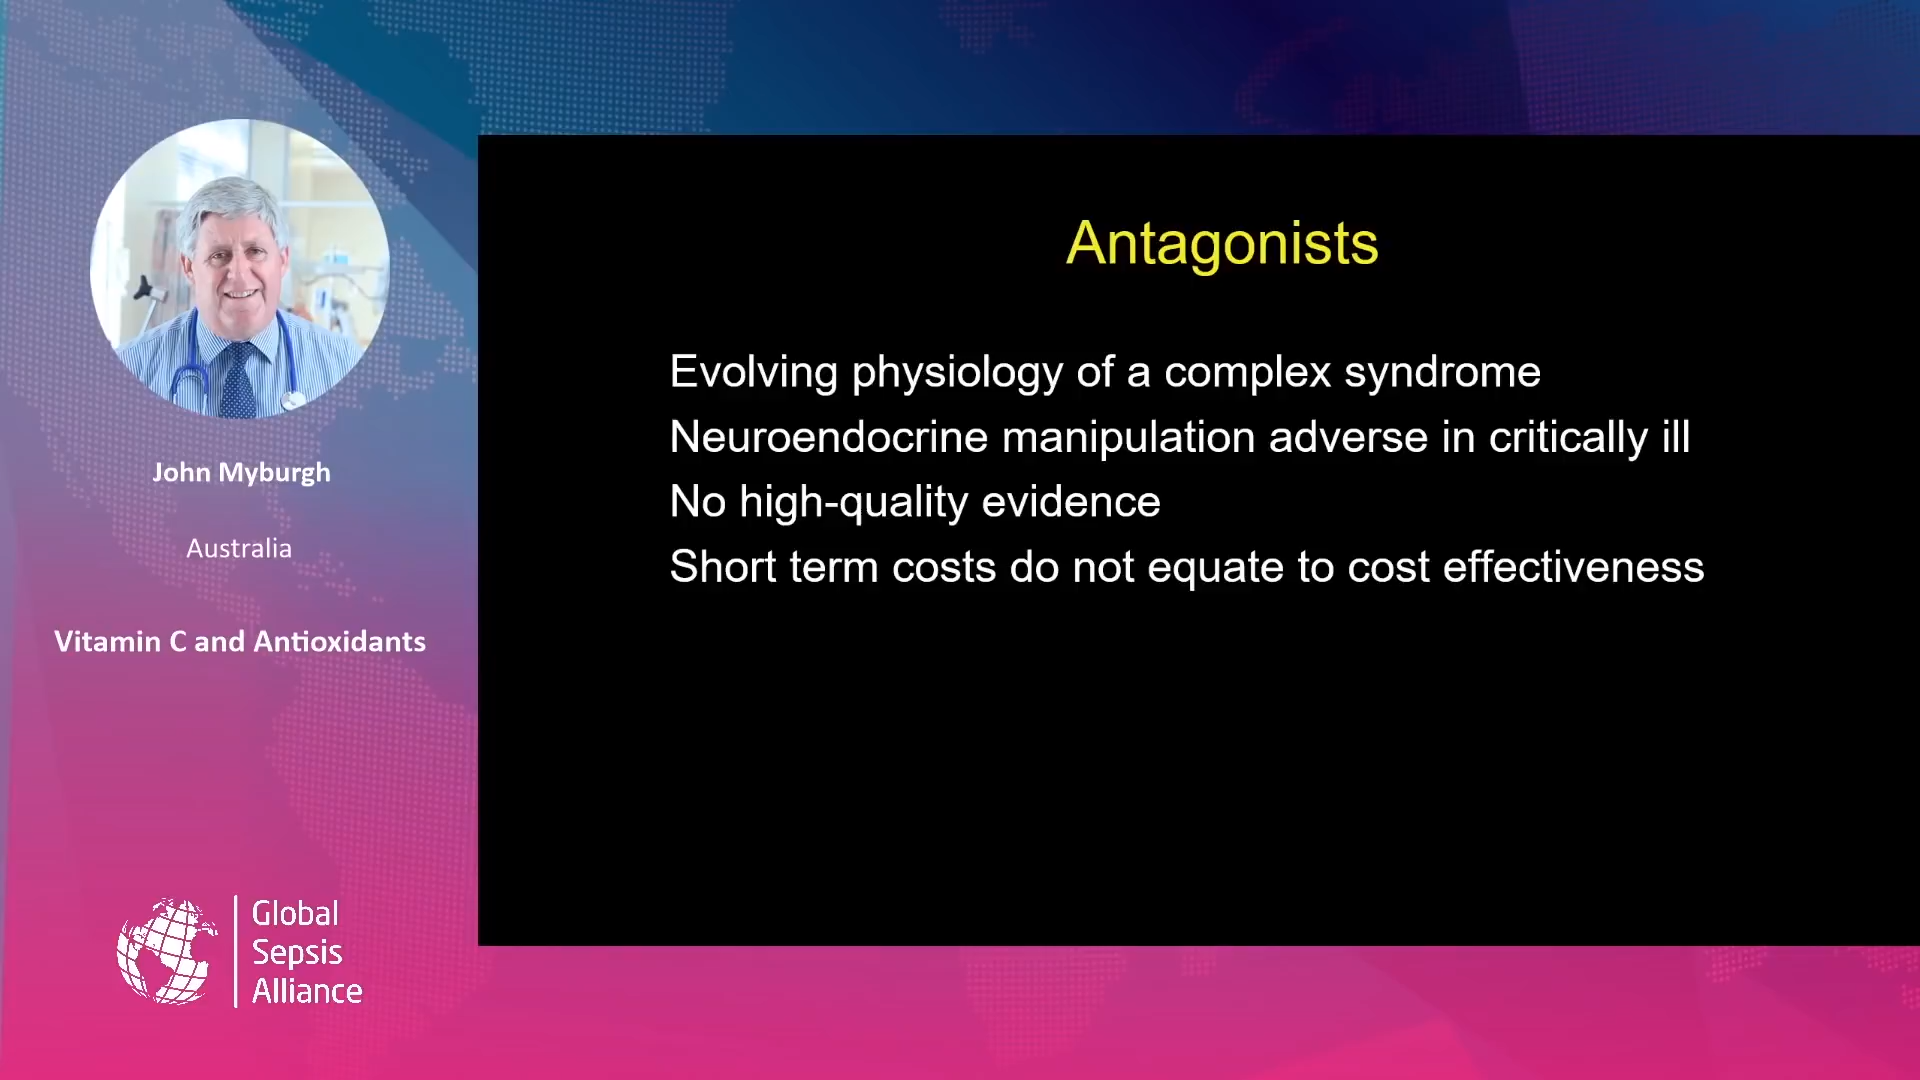 John Myburgh
Australia
Vitamin C and Antioxidants
Global
Sepsis
Alliance
Antagonists
Evolving physiology of a complex syndrome
Neuroendocrine manipulation adverse in critically ill
No high-quality evidence
Short term costs do not equate to cost effectiveness